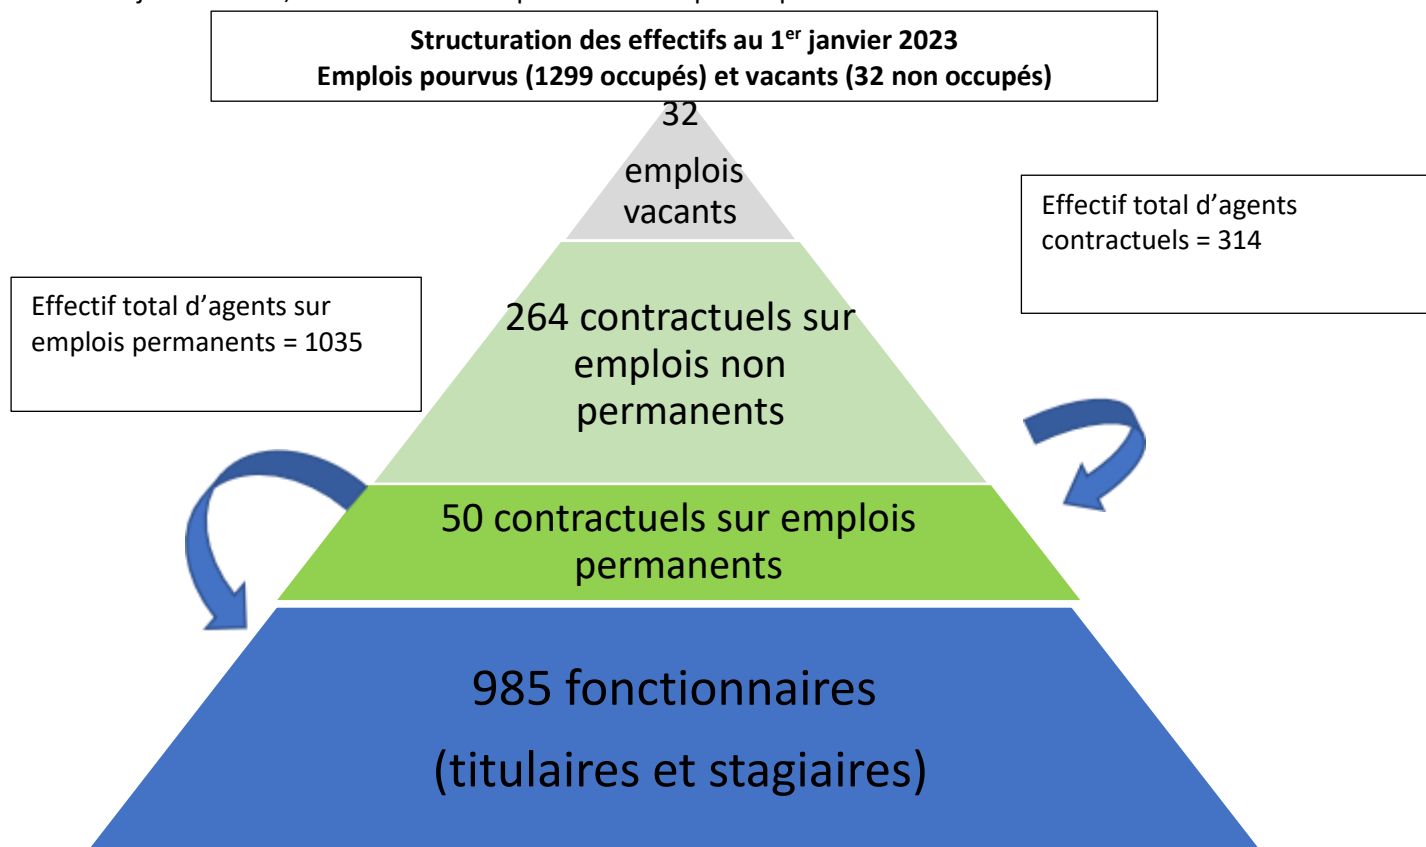 Structuration des effectifs au 1er janvier 2023
Emplois pourvus (1299 occupés) et vacants (32 non occupés)
32
emplois
vacants
Effectif total d’agents
contractuels = 314
Effectif total d’agents sur
emplois permanents = 1035
264 contractuels sur
emplois non
permanents
50 contractuels sur emplois
permanents
985 fonctionnaires
(titulaires et stagiaires)